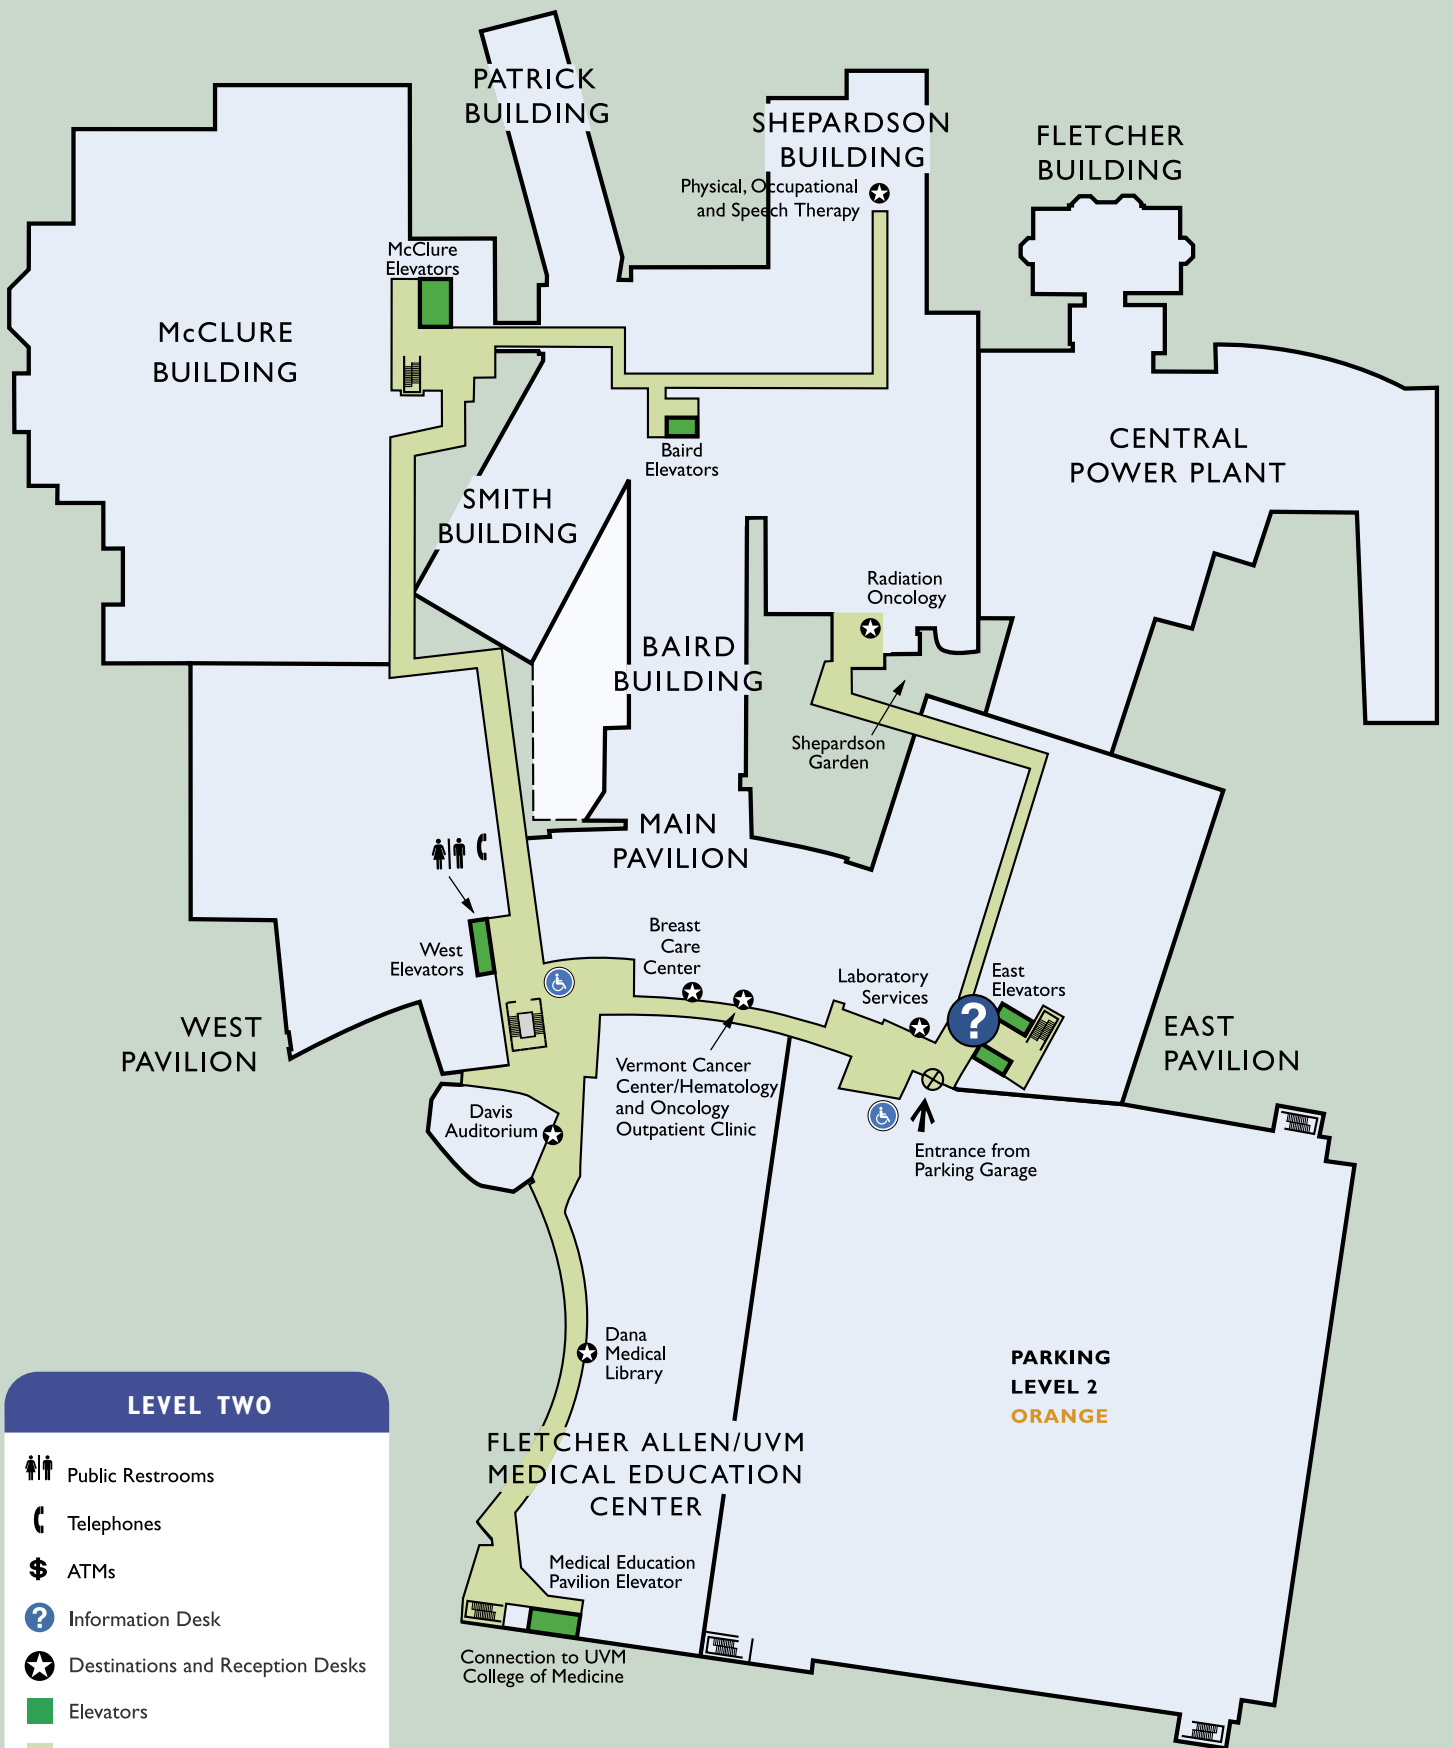 PATRICK
BUILDING
SHEPARDSON
BUILDING
FLETCHER
BUILDING
Physical, Occupational
and Speech Therapy
McClure
Elevators
McCLURE
BUILDING
CENTRAL
POWER PLANT
Baird
Elevators
SMITH
BUILDING
Radiation
Oncology
BAIRD
BUILDING
Shepardson
Garden
MAIN
PAVILION
Breast
Care
Center
West
Elevators
Laboratory
Services
East
Elevators
?
WEST
PAVILION
EAST
PAVILION
Vermont Cancer
Center/Hematology
and Oncology
Outpatient Clinic
Davis
Auditorium
Entrance from
Parking Garage
Dana
Medical
Library
PARKING
LEVEL 2
ORANGE
FLETCHER ALLEN/UVM
MEDICAL EDUCATION
CENTER
Medical Education
Pavilion Elevator
Connection to UVM
College of Medicine
LEVEL TWO
Public Restrooms
Telephones
$ ATMs
? Information Desk
Destinations and Reception Desks
Elevators